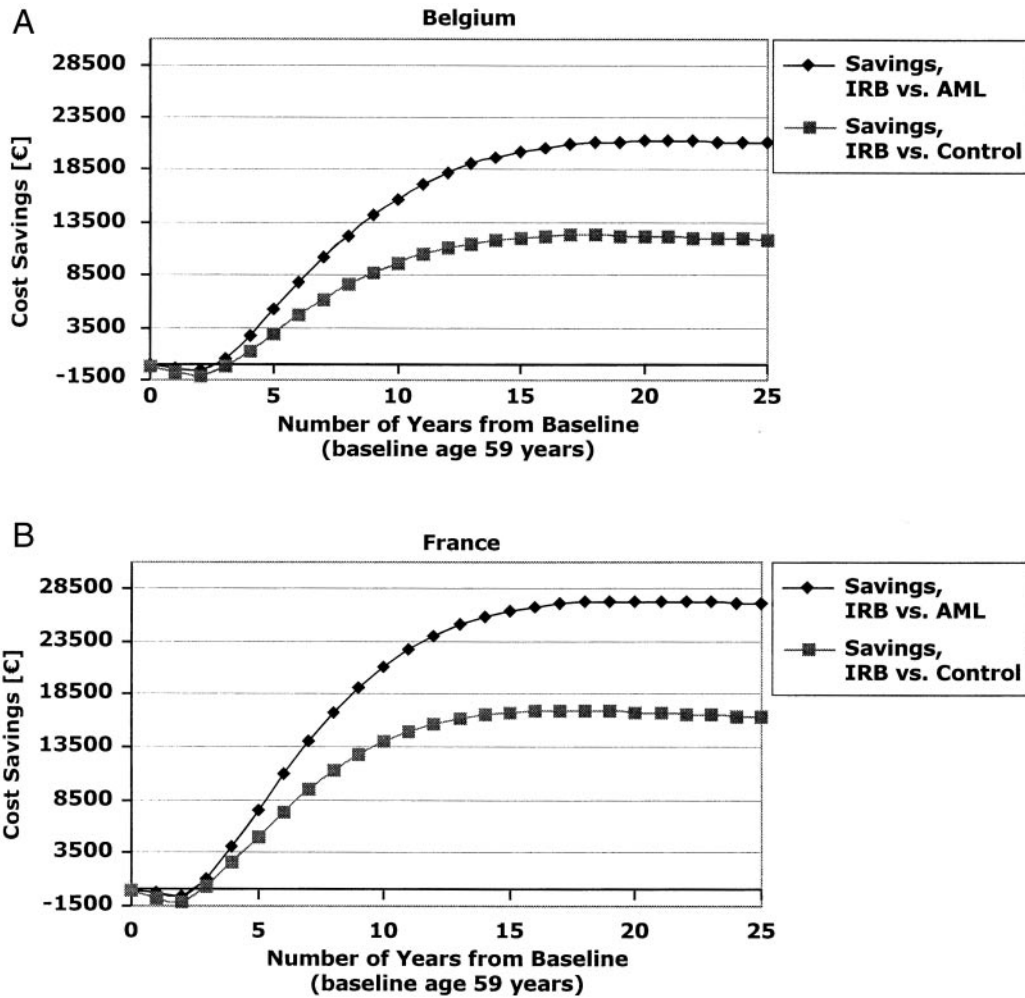 A
Belgium
28500
23500
18500
13500
8500
3500
-1500
Cost Savings [€]
0 5 10 15 20 25
Number of Years from Baseline
(baseline age 59 years)
Savings,
IRB vs. AML
Savings,
IRB vs. Control
B
France
28500
23500
18500
13500
8500
3500
-1500
Cost Savings [€]
0 5 10 15 20 25
Number of Years from Baseline
(baseline age 59 years)
Savings,
IRB vs. AML
Savings,
IRB vs. Control